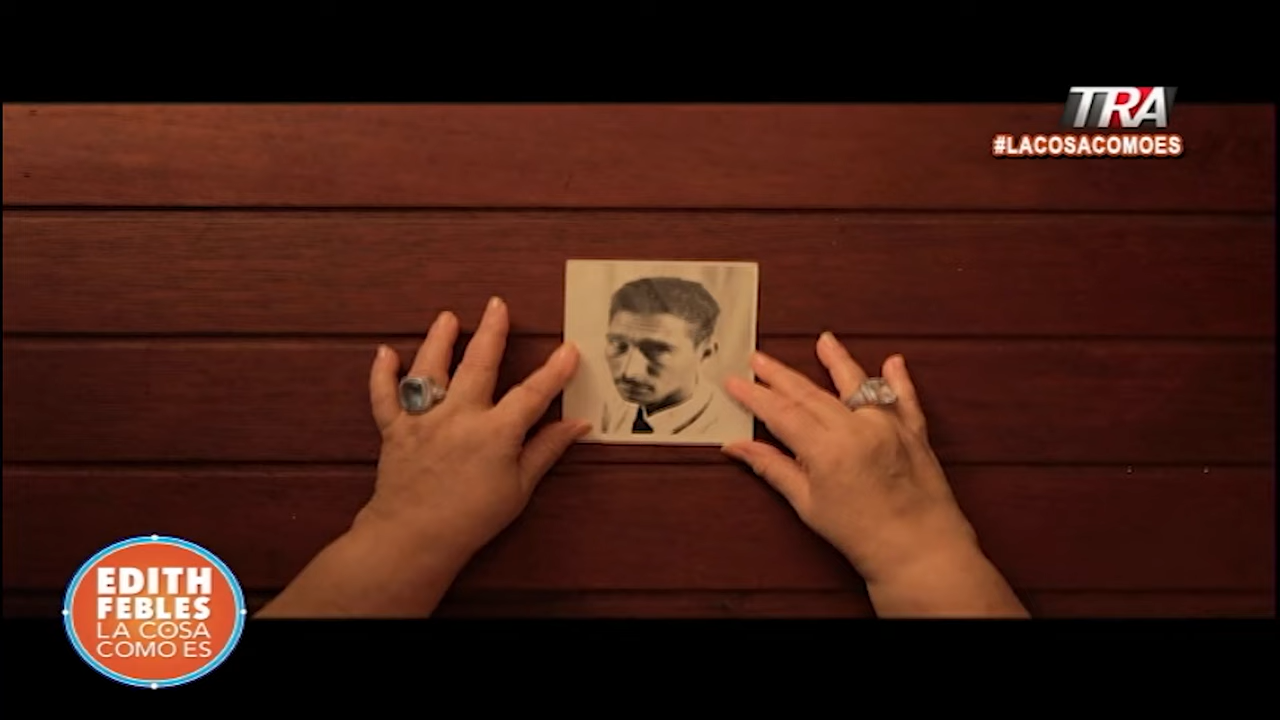 TRA
#LACOSACOMOES
EDITH
FEBLES
LA COSA
COMO ES